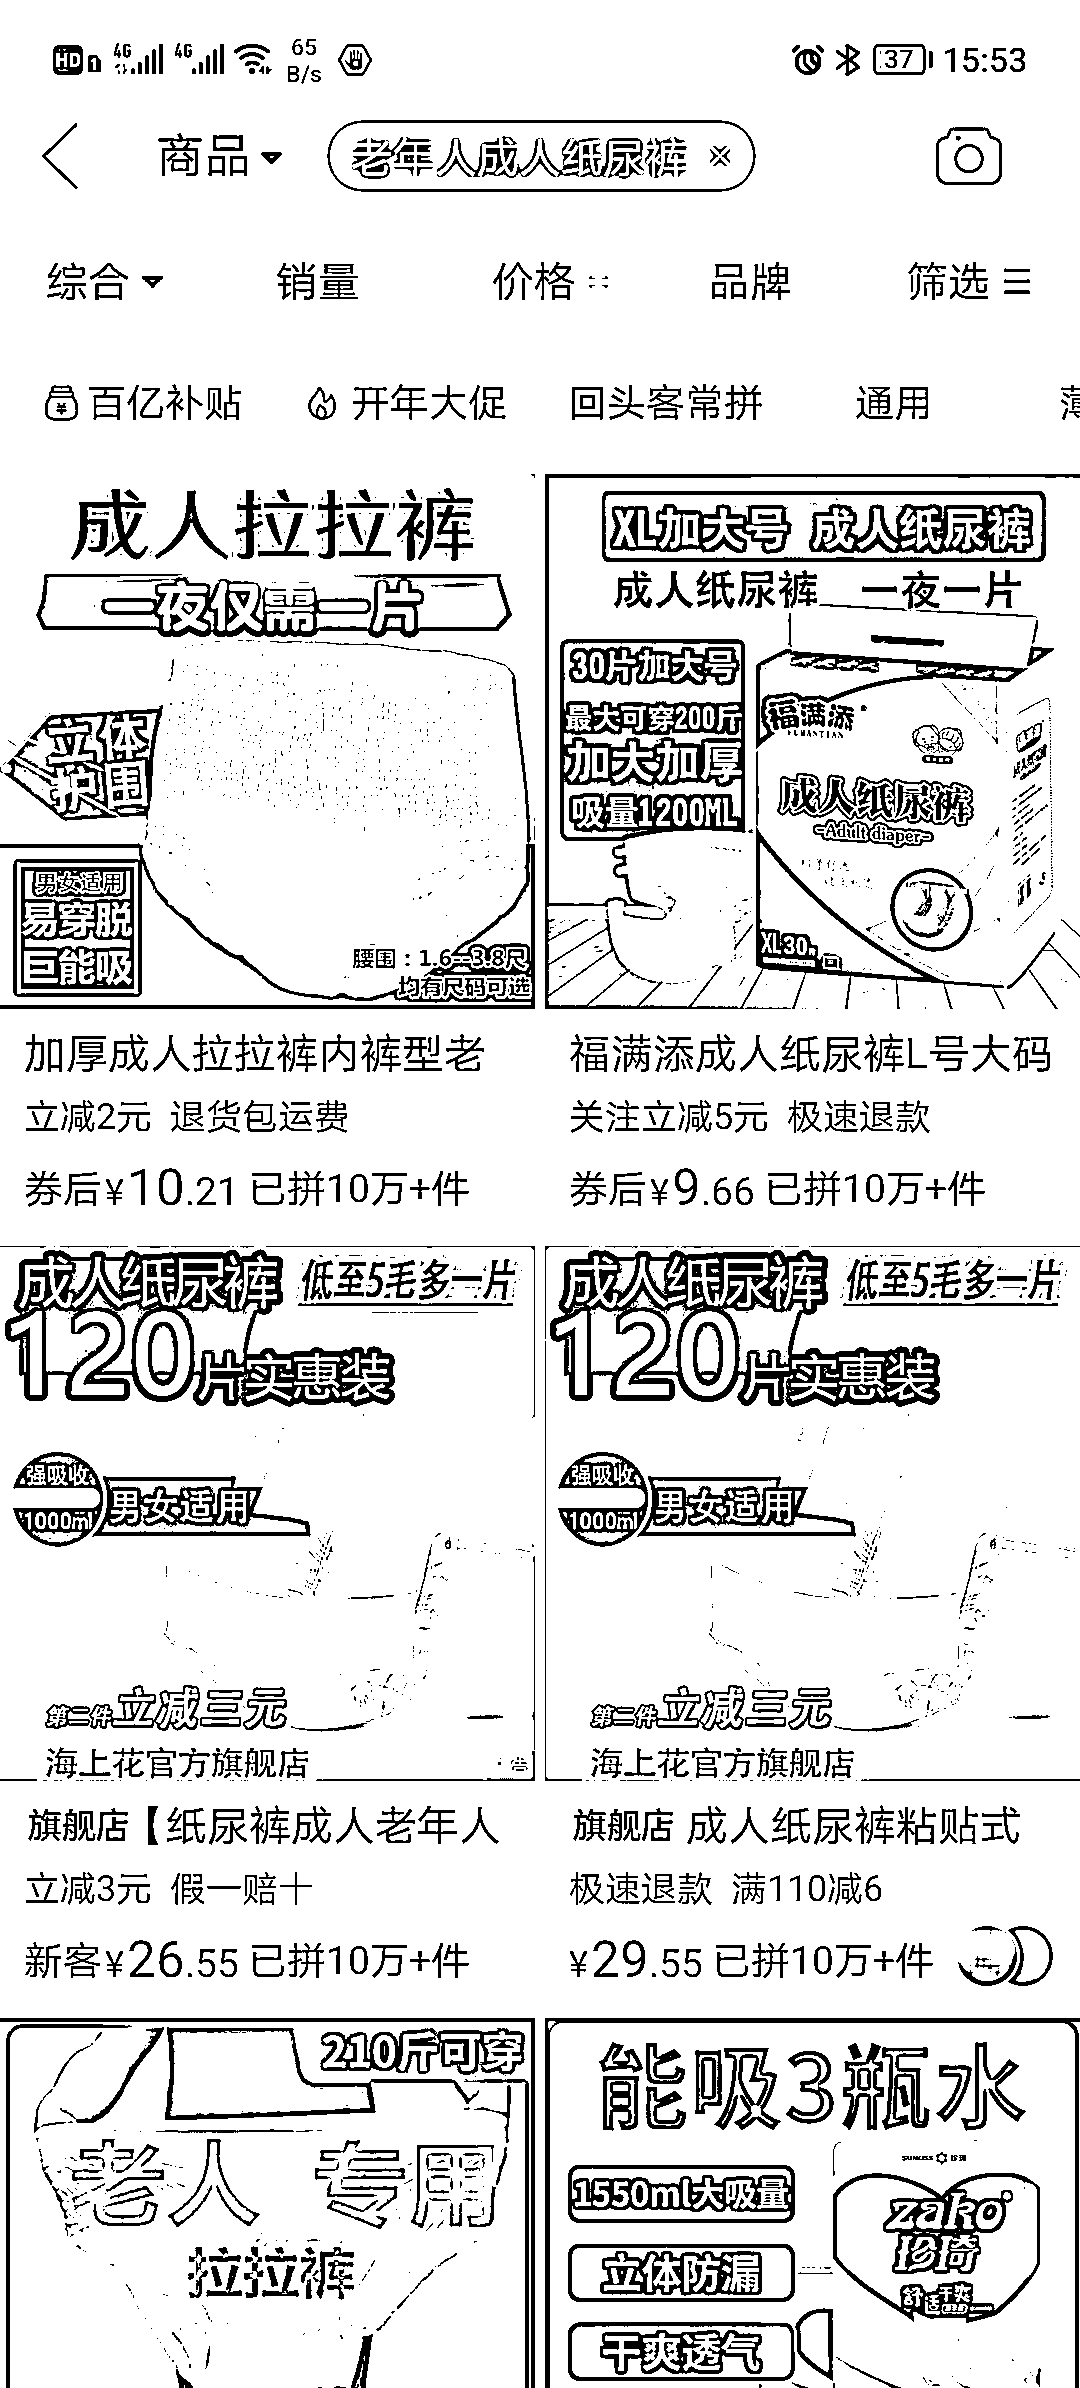 HD 4G 4G 65 B/s 37 15:53
商品 老年人成人纸尿裤
综合 销量 价格 品牌 筛选
百亿补贴 开年大促 回头客常拼 通用
成人拉拉裤
一夜仅需一片
立体
护围
男女适用
易穿脱
巨能吸
腰围：1.6--3.8尺
均有尺码可选
XL加大号 成人纸尿裤
成人纸尿裤 一夜一片
30片加大号
最大可穿200斤
加大加厚
吸量1200ML
福满添
FUMANTIAN
成人纸尿裤
-Adult diaper-
XL30
加厚成人拉拉裤内裤型老
立减2元 退货包运费
券后¥10.21 已拼10万+件
福满添成人纸尿裤L号大码
关注立减5元 极速退款
券后¥9.66 已拼10万+件
成人纸尿裤 低至5毛多一片
120片实惠装
强吸收
1000ml
男女适用
第二件立减三元
海上花官方旗舰店
成人纸尿裤 低至5毛多一片
120片实惠装
强吸收
1000ml
男女适用
第二件立减三元
海上花官方旗舰店
旗舰店【纸尿裤成人老年人
立减3元 假一赔十
新客¥26.55 已拼10万+件
旗舰店 成人纸尿裤粘贴式
极速退款 满110减6
¥29.55 已拼10万+件
210斤可穿
老人 专用
拉拉裤
能吸3瓶水
1550ml大吸量
立体防漏
干爽透气
zako
珍琦
舒适干爽